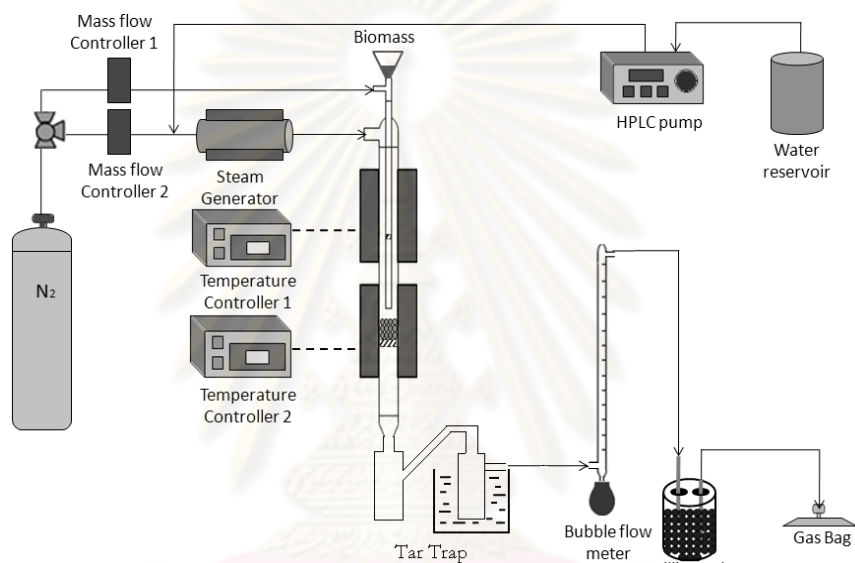 Mass flow
Controller 1
Biomass
HPLC pump
Water
reservoir
Mass flow
Controller 2
Steam
Generator
N2
Temperature
Controller 1
Temperature
Controller 2
Tar Trap
Bubble flow
meter
Gas Bag